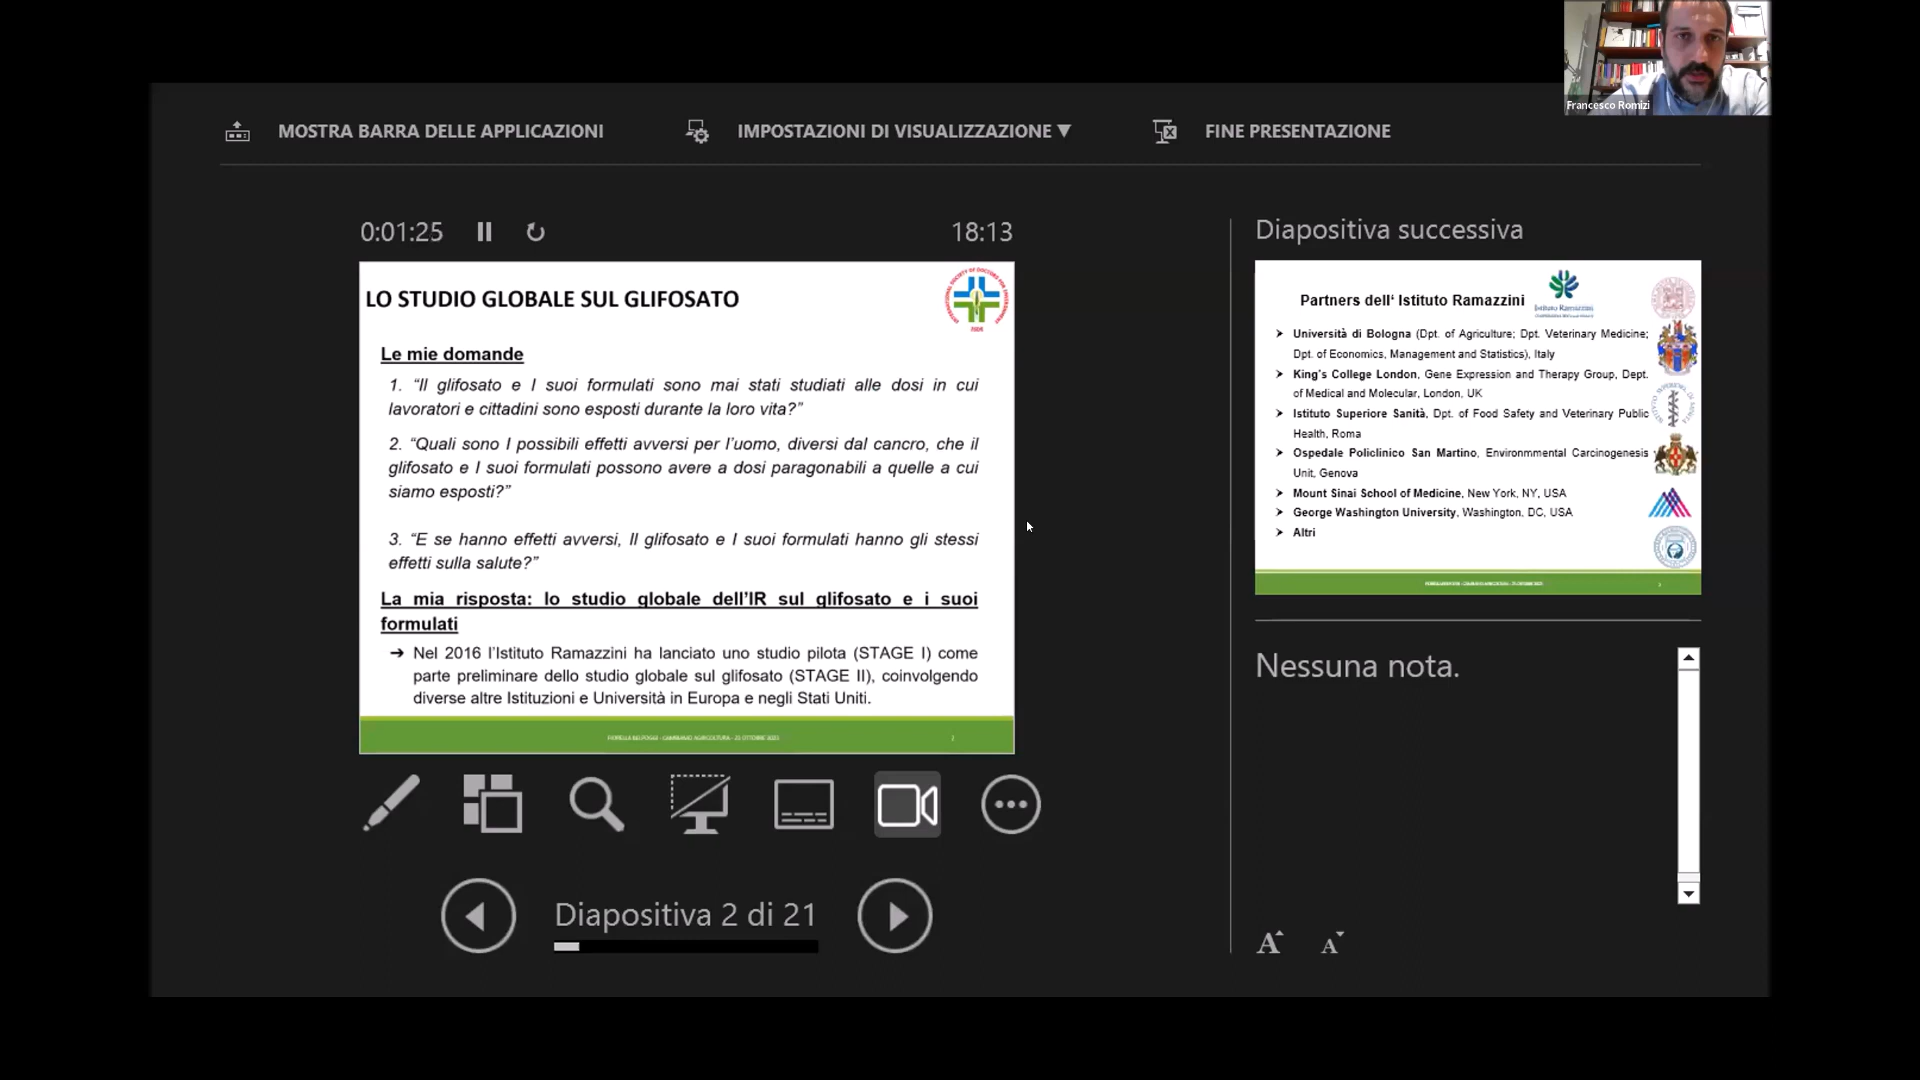 Francesco Romizi
MOSTRA BARRA DELLE APPLICAZIONI
IMPOSTAZIONI DI VISUALIZZAZIONE ▼
FINE PRESENTAZIONE
0:01:25
18:13
LO STUDIO GLOBALE SUL GLIFOSATO
Le mie domande
1. “Il glifosato e I suoi formulati sono mai stati studiati alle dosi in cui
lavoratori e cittadini sono esposti durante la loro vita?”
2. “Quali sono I possibili effetti avversi per l’uomo, diversi dal cancro, che il
glifosato e I suoi formulati possono avere a dosi paragonabili a quelle a cui
siamo esposti?”
3. “E se hanno effetti avversi, Il glifosato e I suoi formulati hanno gli stessi
effetti sulla salute?”
La mia risposta: lo studio globale dell’IR sul glifosato e i suoi
formulati
➔ Nel 2016 l’Istituto Ramazzini ha lanciato uno studio pilota (STAGE I) come
parte preliminare dello studio globale sul glifosato (STAGE II), coinvolgendo
diverse altre Istituzioni e Università in Europa e negli Stati Uniti.
2
Diapositiva 2 di 21
Diapositiva successiva
Partners dell‘ Istituto Ramazzini
Istituto Ramazzini
➢ Università di Bologna (Dpt. of Agriculture; Dpt. Veterinary Medicine;
Dpt. of Economics, Management and Statistics), Italy
➢ King’s College London, Gene Expression and Therapy Group, Dept.
of Medical and Molecular, London, UK
➢ Istituto Superiore Sanità, Dpt. of Food Safety and Veterinary Public
Health, Roma
➢ Ospedale Policlinico San Martino, Environmmental Carcinogenesis
Unit, Genova
➢ Mount Sinai School of Medicine, New York, NY, USA
➢ George Washington University, Washington, DC, USA
➢ Altri
Nessuna nota.
A A